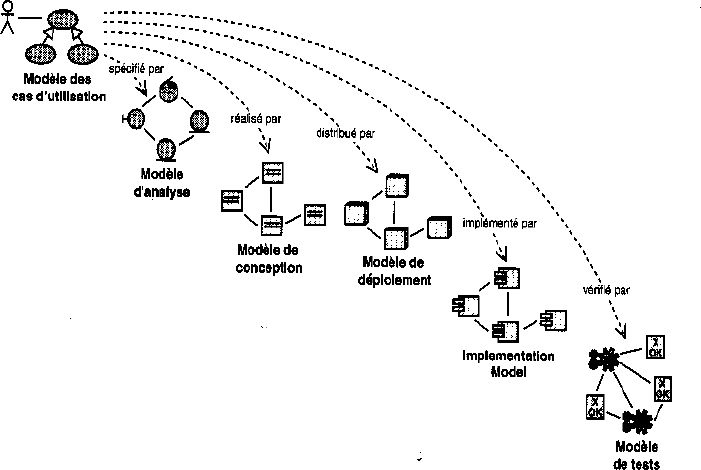 Modèle des
cas d'utilisation
spécifié par
Modèle
d'analyse
réalisé par
Modèle de
conception
distribué par
Modèle de
déploiement
implémenté par
Implementation
Model
vérifié par
X
OK
X
OK
X
OK
Modèle
de tests